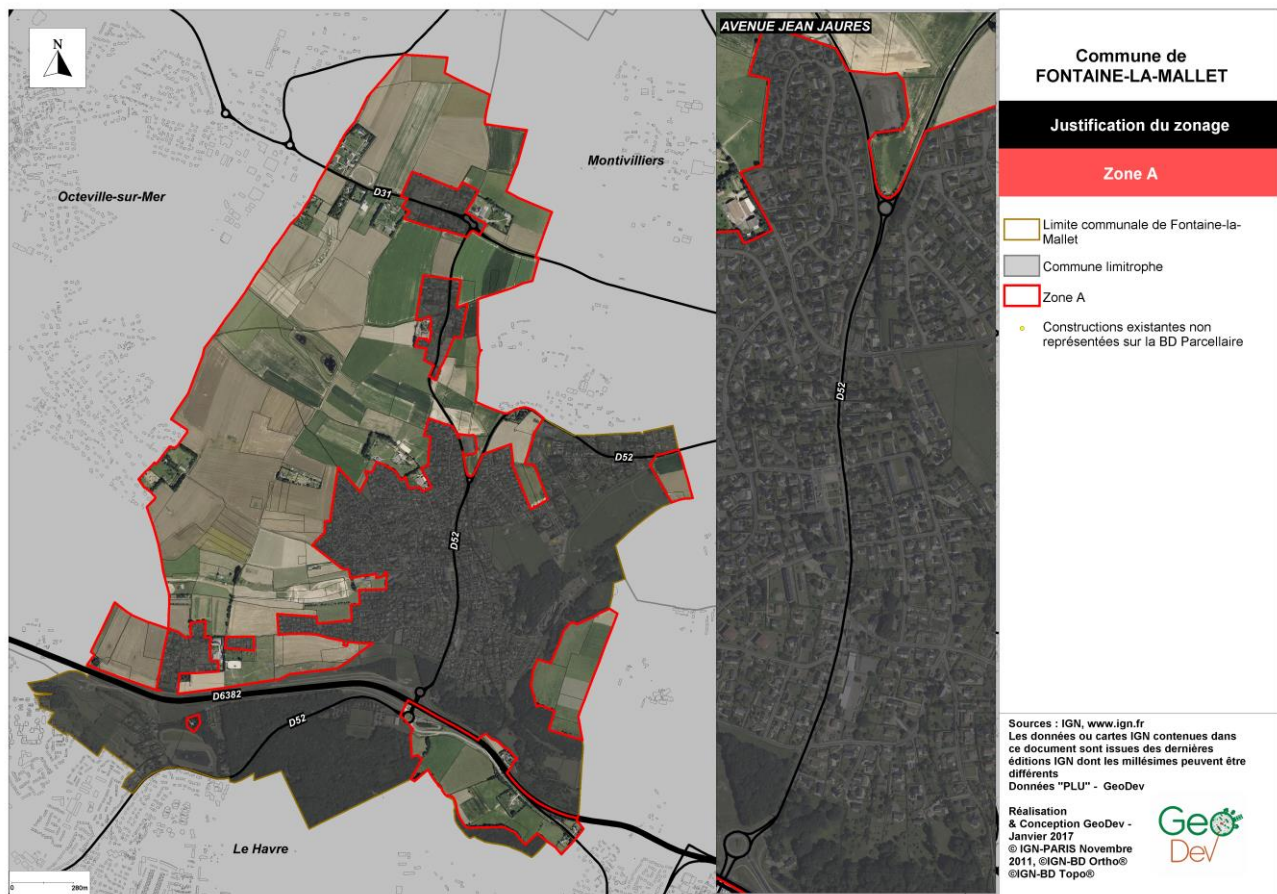 N
Octeville-sur-Mer
Montivilliers
D31
D52
D52
D6382
D52
Le Havre
0 280m
AVENUE JEAN JAURES
D52
Commune de
FONTAINE-LA-MALLET
Justification du zonage
Zone A
Limite communale de Fontaine-la-
Mallet
Commune limitrophe
Zone A
Constructions existantes non
représentées sur la BD Parcellaire
Sources : IGN, www.ign.fr
Les données ou cartes IGN contenues dans
ce document sont issues des dernières
éditions IGN dont les millésimes peuvent être
différents
Données "PLU" - GeoDev
Réalisation
& Conception GeoDev -
Janvier 2017
© IGN-PARIS Novembre
2011, ©IGN-BD Ortho®
©IGN-BD Topo®
Geo
Dev